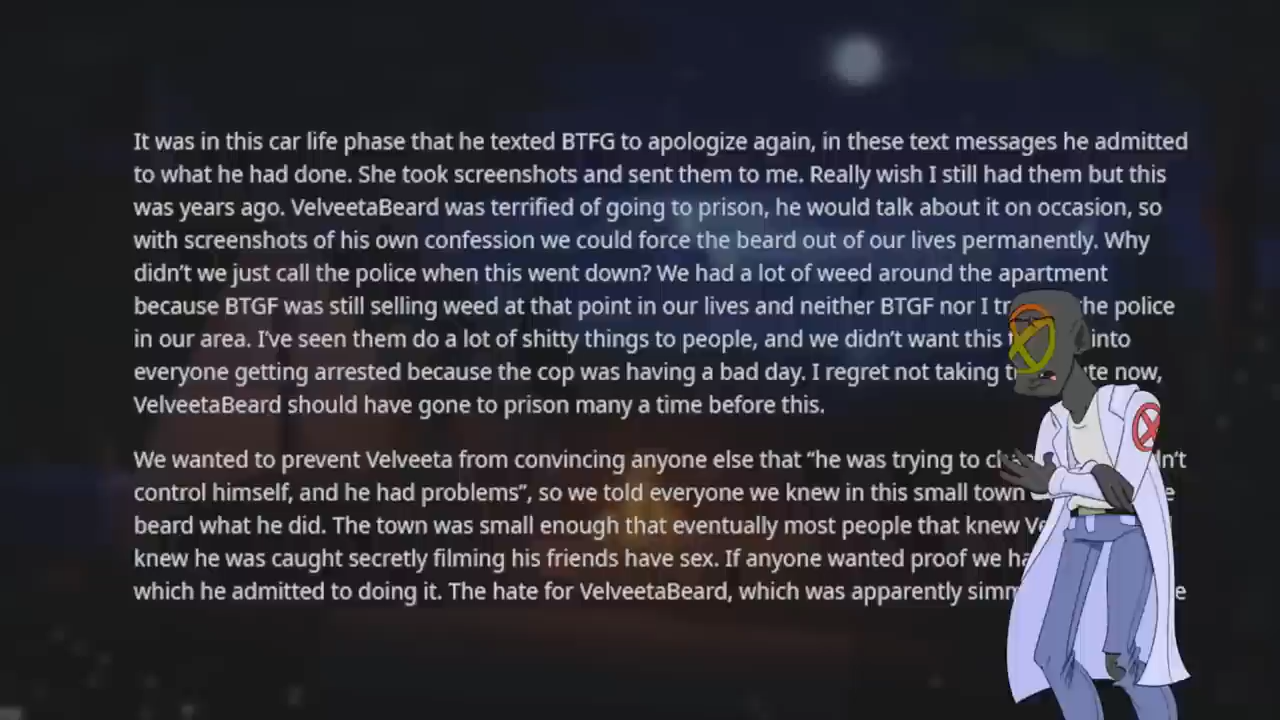 It was in this car life phase that he texted BTFG to apologize again, in these text messages he admitted
to what he had done. She took screenshots and sent them to me. Really wish I still had them but this
was years ago. VelveetaBeard was terrified of going to prison, he would talk about it on occasion, so
with screenshots of his own confession we could force the beard out of our lives permanently. Why
didn’t we just call the police when this went down? We had a lot of weed around the apartment
because BTGF was still selling weed at that point in our lives and neither BTGF nor I the police
in our area. I’ve seen them do a lot of shitty things to people, and we didn’t want this into
everyone getting arrested because the cop was having a bad day. I regret not taking now,
VelveetaBeard should have gone to prison many a time before this.
We wanted to prevent Velveeta from convincing anyone else that “he was trying to
control himself, and he had problems”, so we told everyone we knew in this small town
beard what he did. The town was small enough that eventually most people that knew
knew he was caught secretly filming his friends have sex. If anyone wanted proof we
which he admitted to doing it. The hate for VelveetaBeard, which was apparently